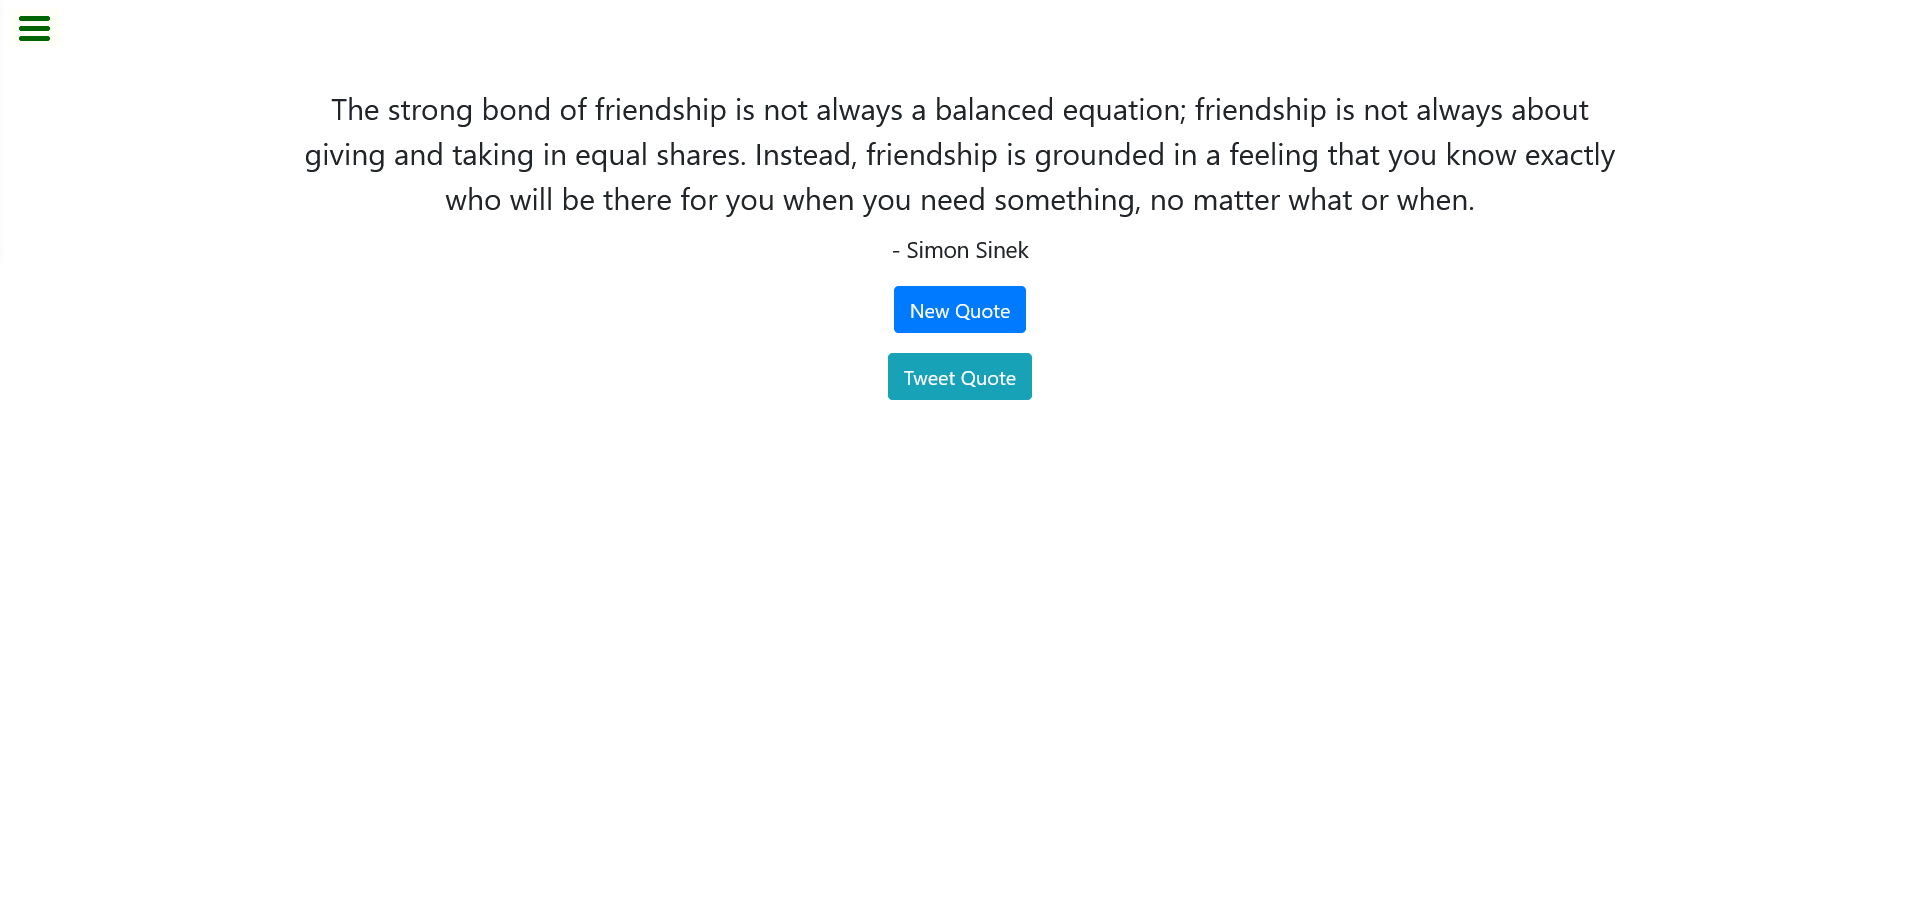 The strong bond of friendship is not always a balanced equation; friendship is not always about
giving and taking in equal shares. Instead, friendship is grounded in a feeling that you know exactly
who will be there for you when you need something, no matter what or when.
- Simon Sinek
New Quote
Tweet Quote